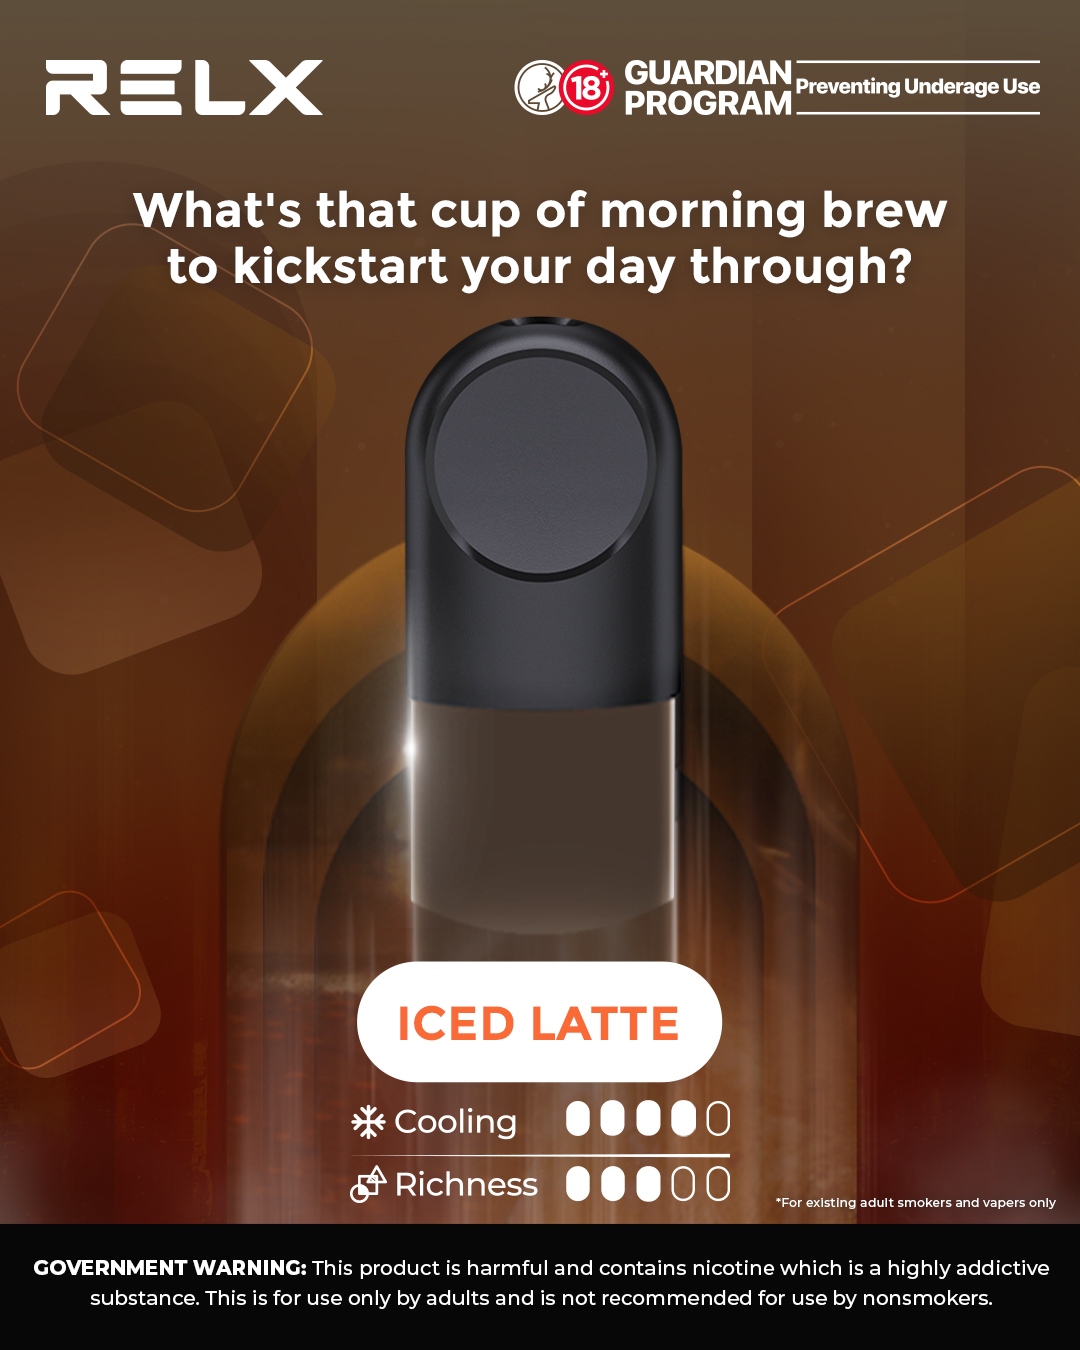 RELX
18+
GUARDIAN
PROGRAM
Preventing Underage Use
What's that cup of morning brew
to kickstart your day through?
ICED LATTE
Cooling
Richness
*For existing adult smokers and vapers only
GOVERNMENT WARNING: This product is harmful and contains nicotine which is a highly addictive
substance. This is for use only by adults and is not recommended for use by nonsmokers.